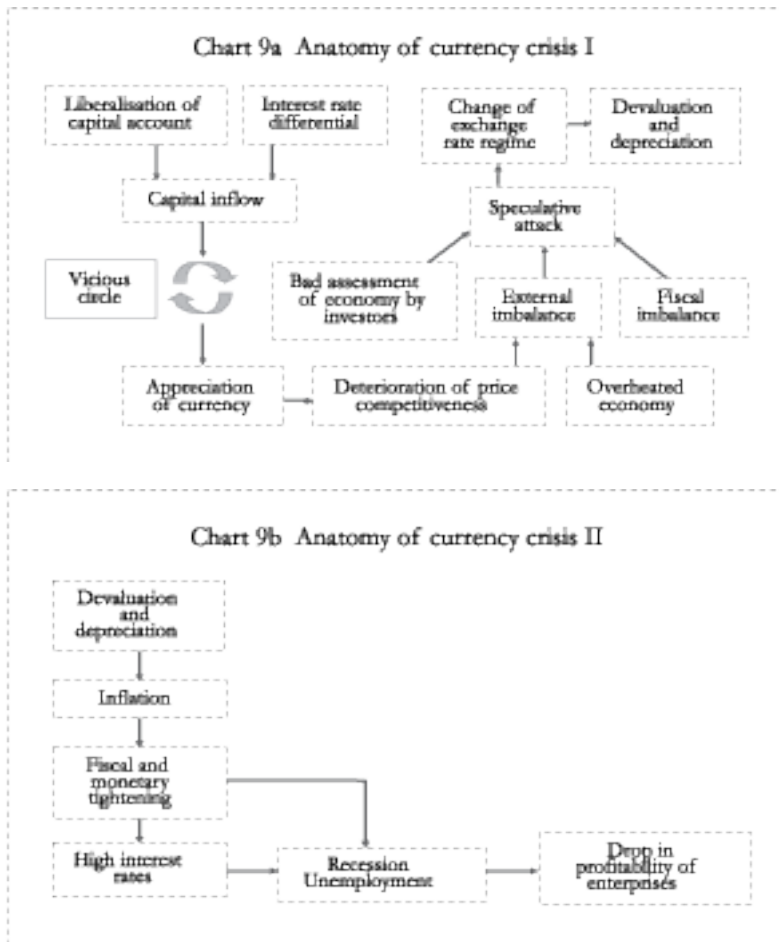 Chart 9a Anatomy of currency crisis I
Liberalisation of
capital account
Interest rate
differential
Change of
exchange
rate regime
Devaluation and
depreciation
Capital inflow
Speculative
attack
Vicious
circle
Bad assessment
of economy by
investors
External
imbalance
Fiscal
imbalance
Appreciation
of currency
Deterioration of price
competitiveness
Overheated
economy
Chart 9b Anatomy of currency crisis II
Devaluation
and
depreciation
Inflation
Fiscal and
monetary
tightening
High interest
rates
Recession
Unemployment
Drop in
profitability of
enterprises